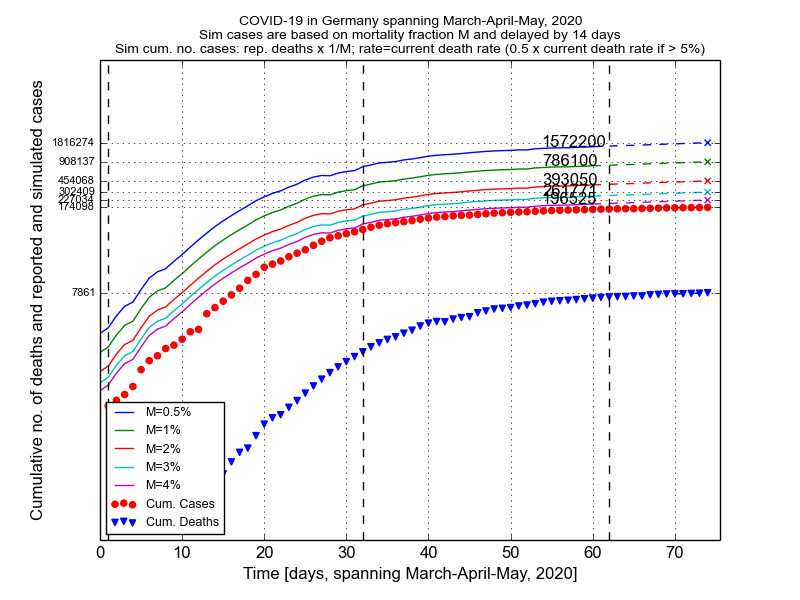 COVID-19 in Germany spanning March-April-May, 2020
Sim cases are based on mortality fraction M and delayed by 14 days
Sim cum. no. cases: rep. deaths x 1/M; rate=current death rate (0.5 x current death rate if > 5%)
Cumulative no. of deaths and reported and simulated cases
1816274
908137
454068
302409
227034
174098
7861
1572200
786100
393050
261771
196525
M=0.5%
M=1%
M=2%
M=3%
M=4%
Cum. Cases
Cum. Deaths
0 10 20 30 40 50 60 70
Time [days, spanning March-April-May, 2020]